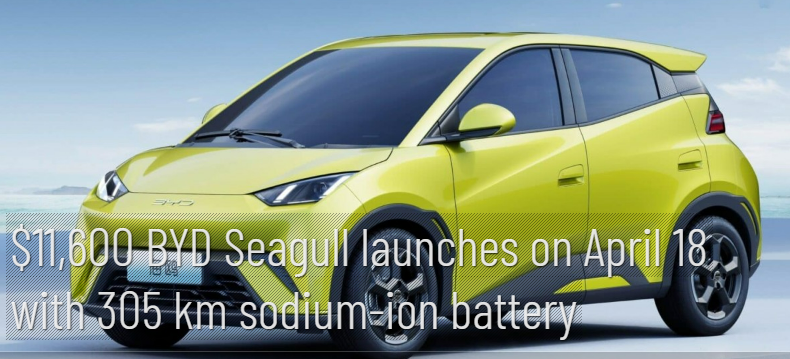 BYD
$11,600 BYD Seagull launches on April 18
with 305 km sodium-ion battery